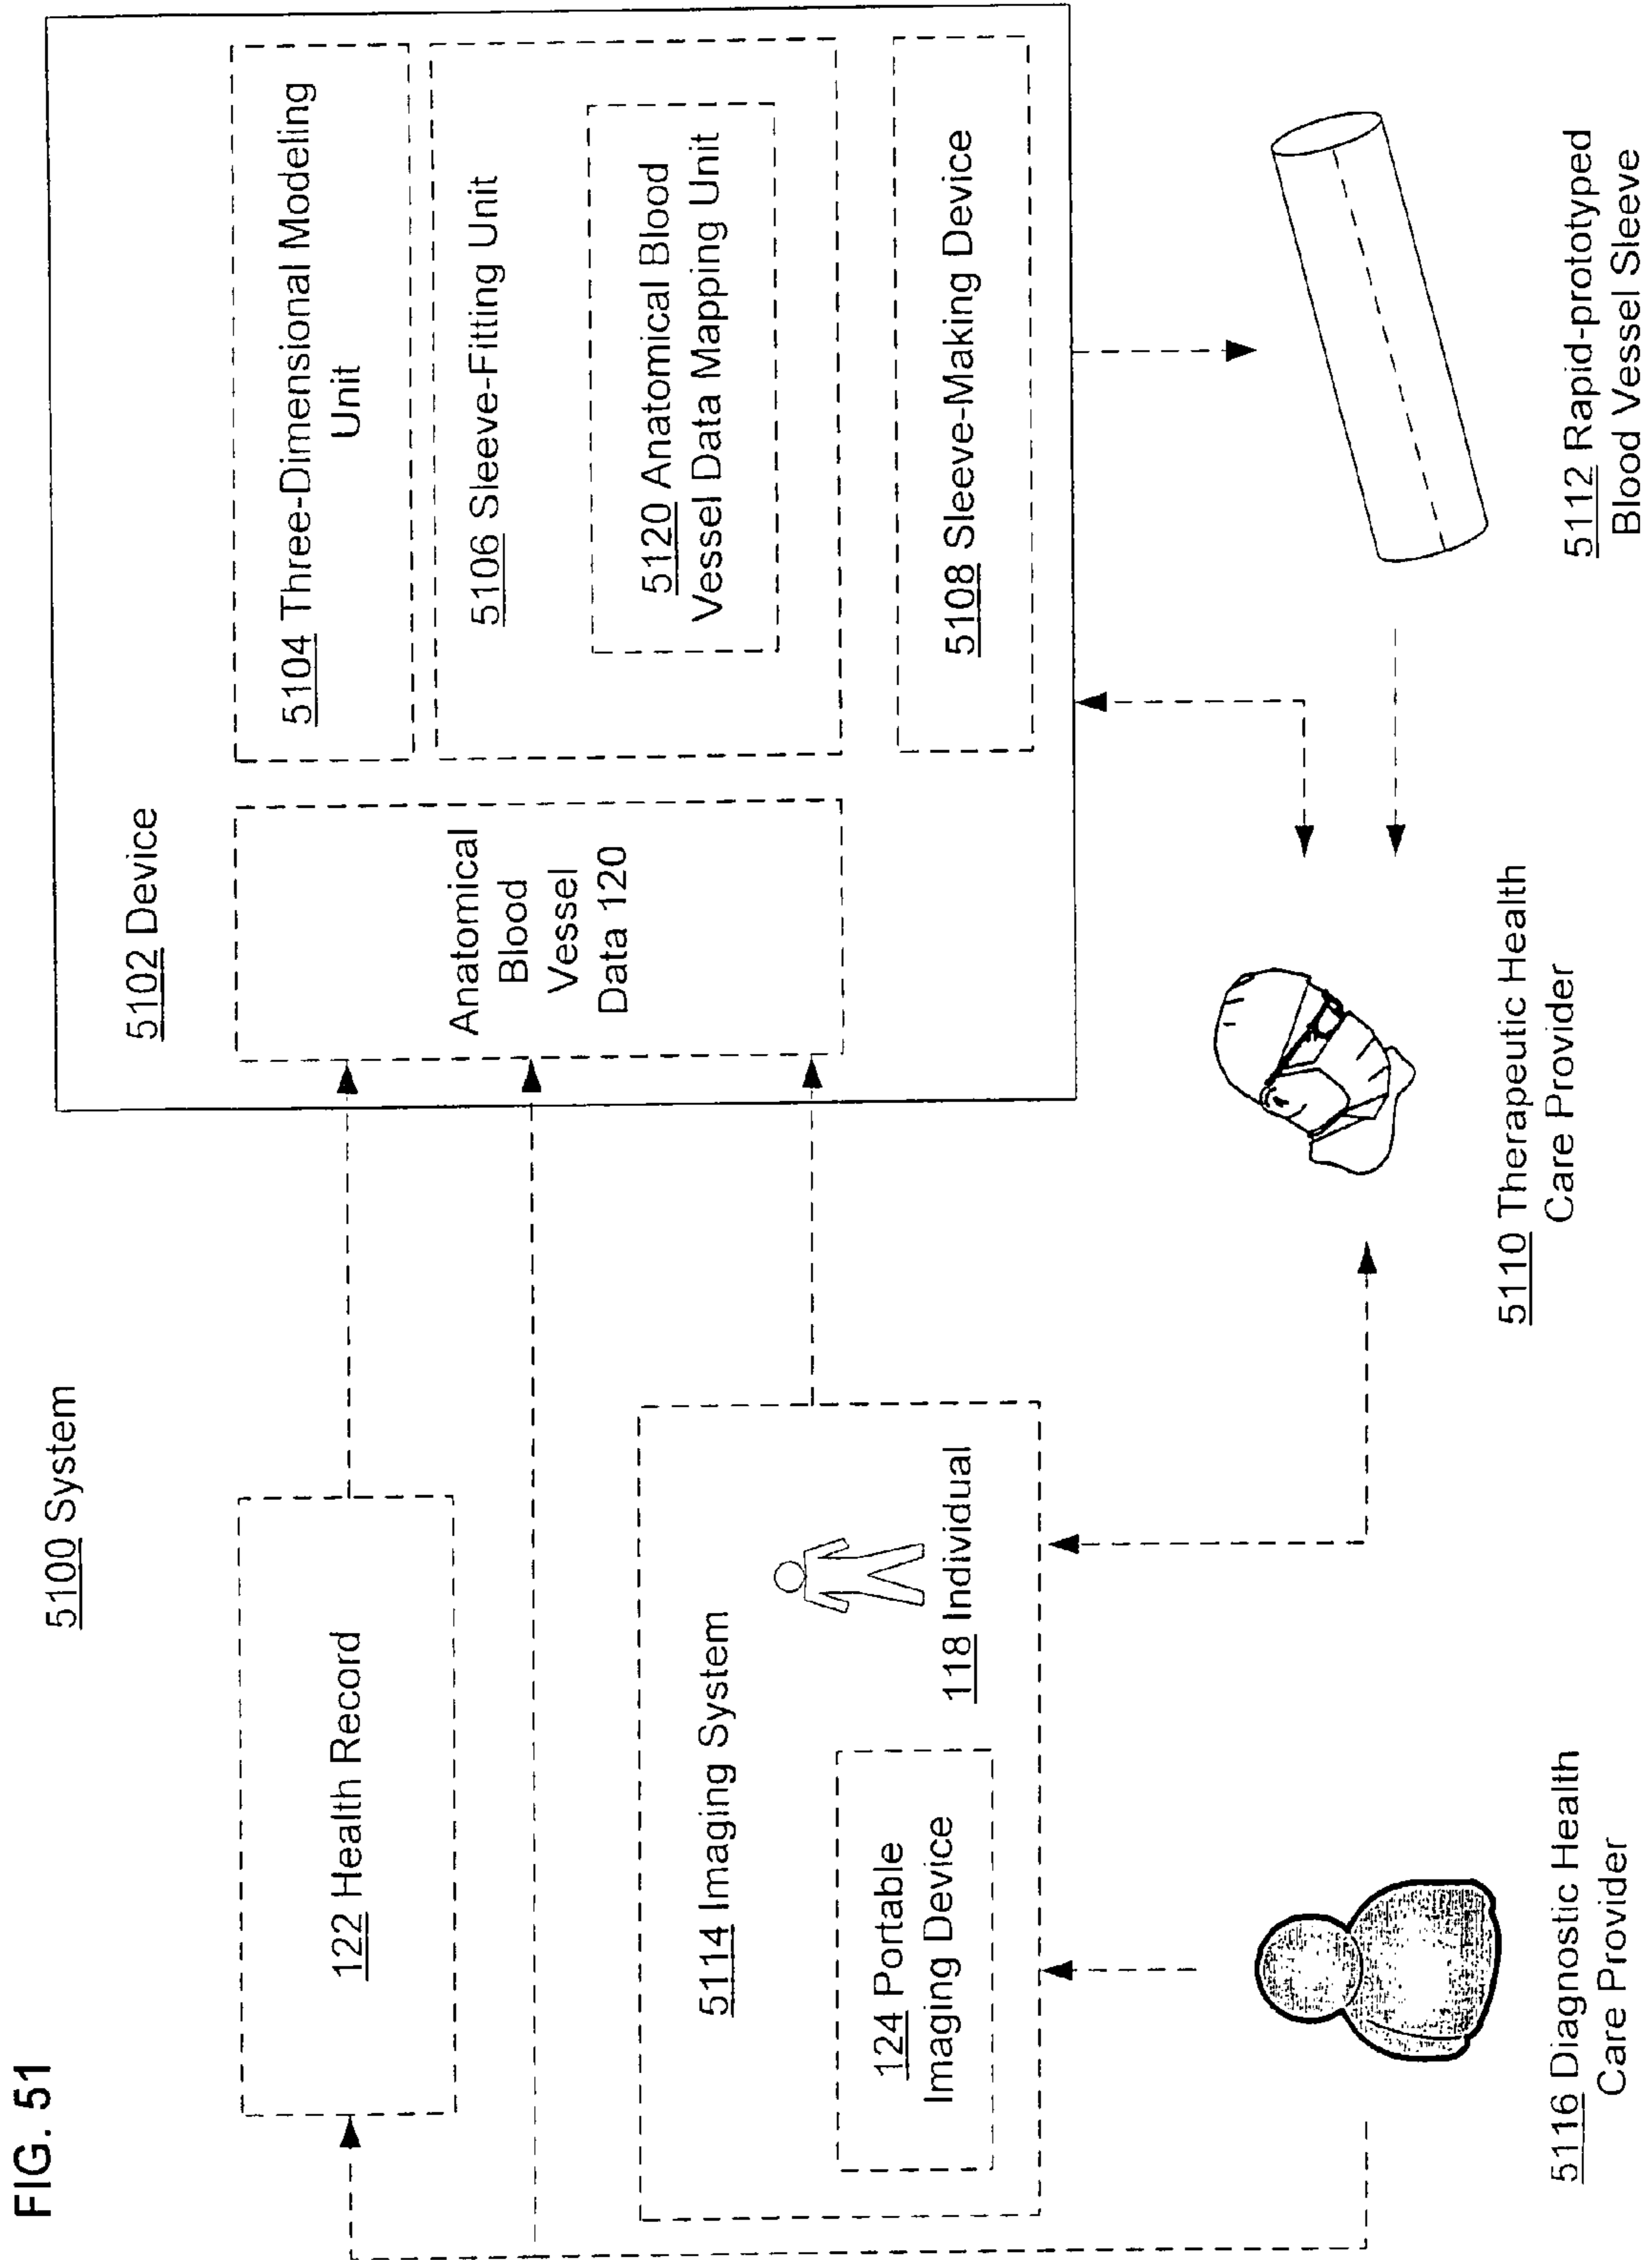 FIG. 51
5100 System
122 Health Record
5114 Imaging System
124 Portable
Imaging Device
118 Individual
5116 Diagnostic Health
Care Provider
5102 Device
Anatomical
Blood
Vessel
Data 120
5104 Three-Dimensional Modeling
Unit
5106 Sleeve-Fitting Unit
5120 Anatomical Blood
Vessel Data Mapping Unit
5108 Sleeve-Making Device
5110 Therapeutic Health
Care Provider
5112 Rapid-prototyped
Blood Vessel Sleeve